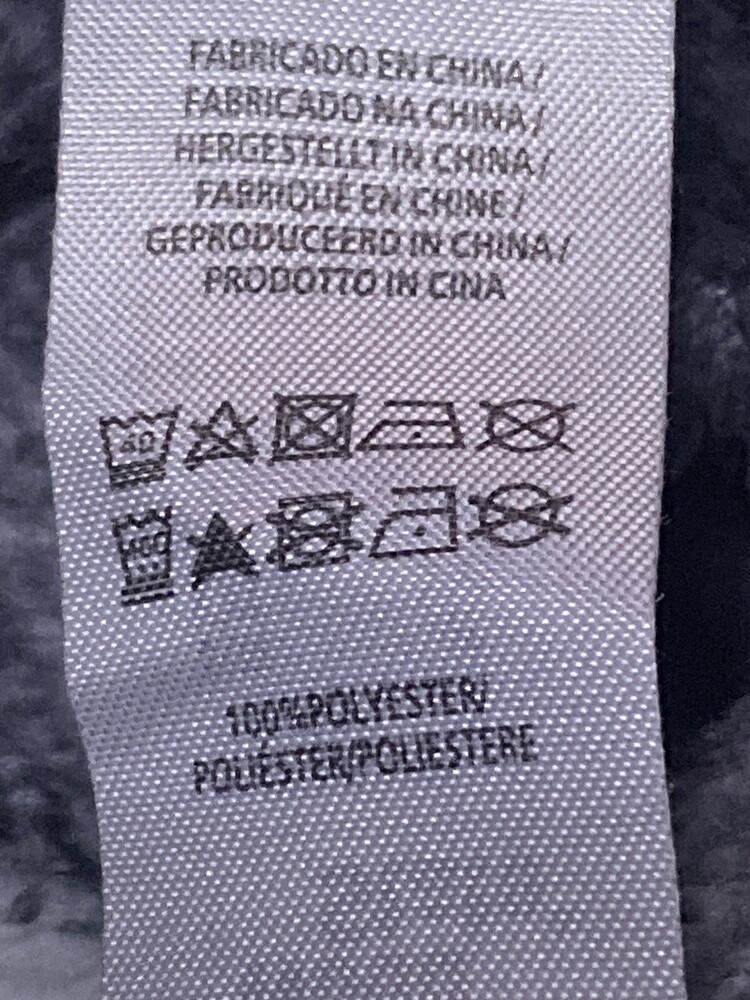 FABRICADO EN CHINA/
FABRICADO NA CHINA/
HERGESTELLT IN CHINA/
FABRIQUÉ EN CHINE/
GEPRODUCEERD IN CHINA/
PRODOTTO IN CINA
40
100%POLYESTER/
POLIÉSTER/POLIESTERE